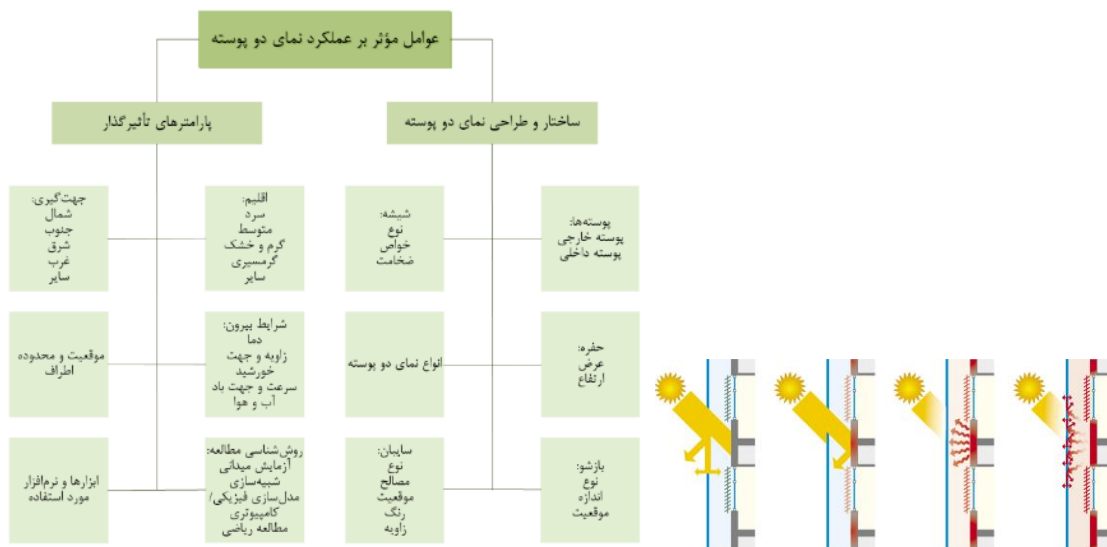 عوامل مؤثر بر عملکرد نمای دو پوسته
ساختار و طراحی نمای دو پوسته
پارامترهای تأثیرگذار
پوسته‌ها:
پوسته خارجی
پوسته داخلی
شیشه:
نوع
خواص
ضخامت
اقلیم:
سرد
متوسط
گرم و خشک
گرمسیری
سایر
جهت‌گیری:
شمال
جنوب
شرق
غرب
سایر
حفره:
عرض
ارتفاع
انواع نمای دو پوسته
شرایط بیرون:
دما
زاویه و جهت
خورشید
سرعت و جهت باد
آب و هوا
موقعیت و محدوده
اطراف
بازشو:
نوع
اندازه
موقعیت
سایبان:
نوع
مصالح
موقعیت
رنگ
زاویه
روش‌شناسی مطالعه:
آزمایش میدانی
شبیه‌سازی
مدل‌سازی فیزیکی/
کامپیوتری
مطالعه ریاضی
ابزارها و نرم‌افزار
مورد استفاده